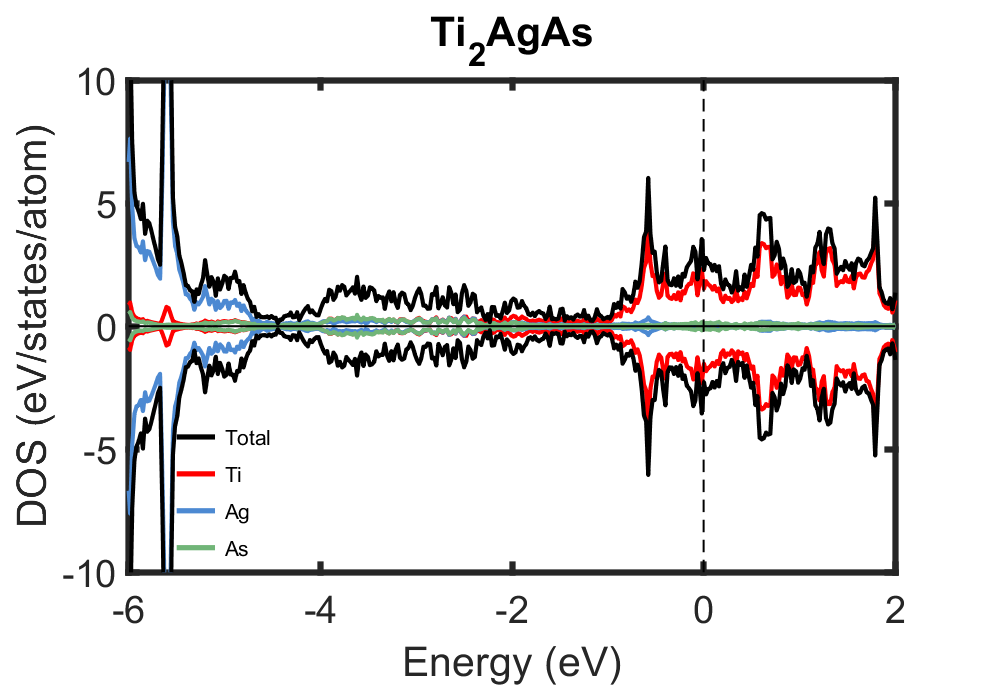 Ti2AgAs
10
5
0
-5
-10
DOS (eV/states/atom)
Total
Ti
Ag
As
-6 -4 -2 0 2
Energy (eV)